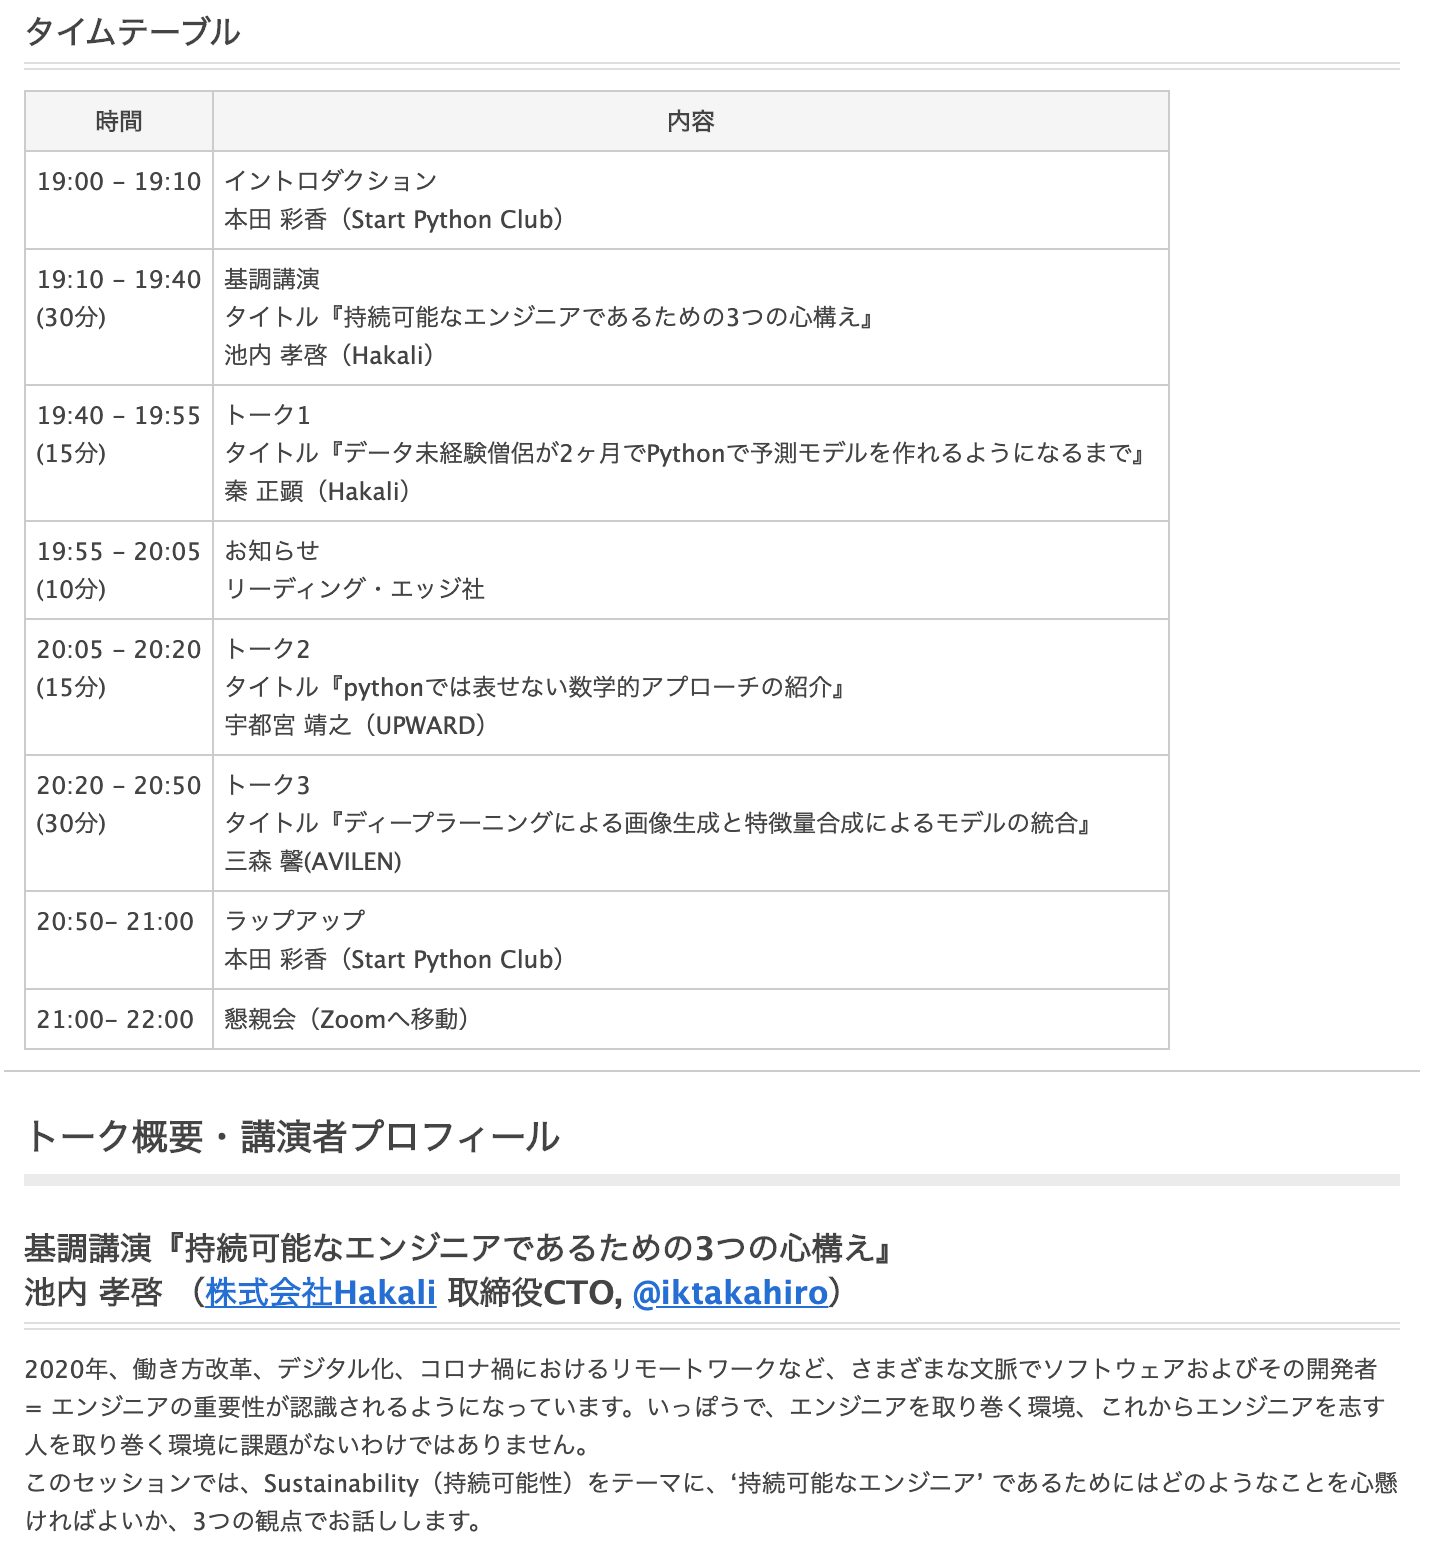 タイムテーブル
時間 内容
19:00 – 19:10 イントロダクション
本田 彩香（Start Python Club）
19:10 – 19:40 基調講演
(30分) タイトル『持続可能なエンジニアであるための3つの心構え』
池内 孝啓（Hakali）
19:40 – 19:55 トーク1
(15分) タイトル『データ未経験僧侶が2ヶ月でPythonで予測モデルを作れるようになるまで』
秦 正顕（Hakali）
19:55 – 20:05 お知らせ
(10分) リーディング・エッジ社
20:05 – 20:20 トーク2
(15分) タイトル『pythonでは表せない数学的アプローチの紹介』
宇都宮 靖之（UPWARD）
20:20 – 20:50 トーク3
(30分) タイトル『ディープラーニングによる画像生成と特徴量合成によるモデルの統合』
三森 馨(AVILEN)
20:50– 21:00 ラップアップ
本田 彩香（Start Python Club）
21:00– 22:00 懇親会（Zoomへ移動）
トーク概要・講演者プロフィール
基調講演『持続可能なエンジニアであるための3つの心構え』
池内 孝啓 （株式会社Hakali 取締役CTO, @iktakahiro）
2020年、働き方改革、デジタル化、コロナ禍におけるリモートワークなど、さまざまな文脈でソフトウェアおよびその開発者
= エンジニアの重要性が認識されるようになっています。いっぽうで、エンジニアを取り巻く環境、これからエンジニアを志す
人を取り巻く環境に課題がないわけではありません。
このセッションでは、Sustainability（持続可能性）をテーマに、‘持続可能なエンジニア’ であるためにはどのようなことを心懸
ければよいか、3つの観点でお話しします。